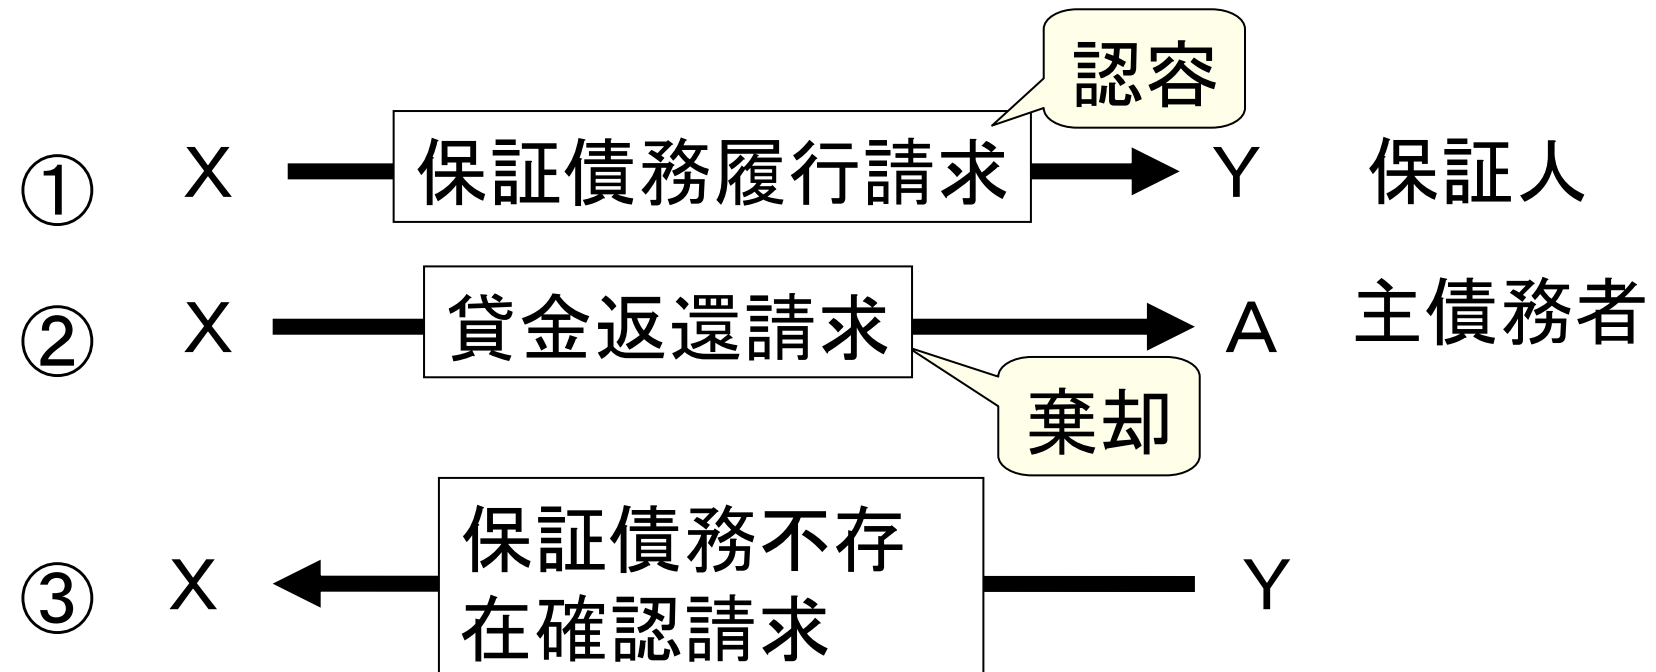 認容
① X 保証債務履行請求 Y 保証人
② X 貸金返還請求 A 主債務者
棄却
保証債務不存
③ X Y
在確認請求